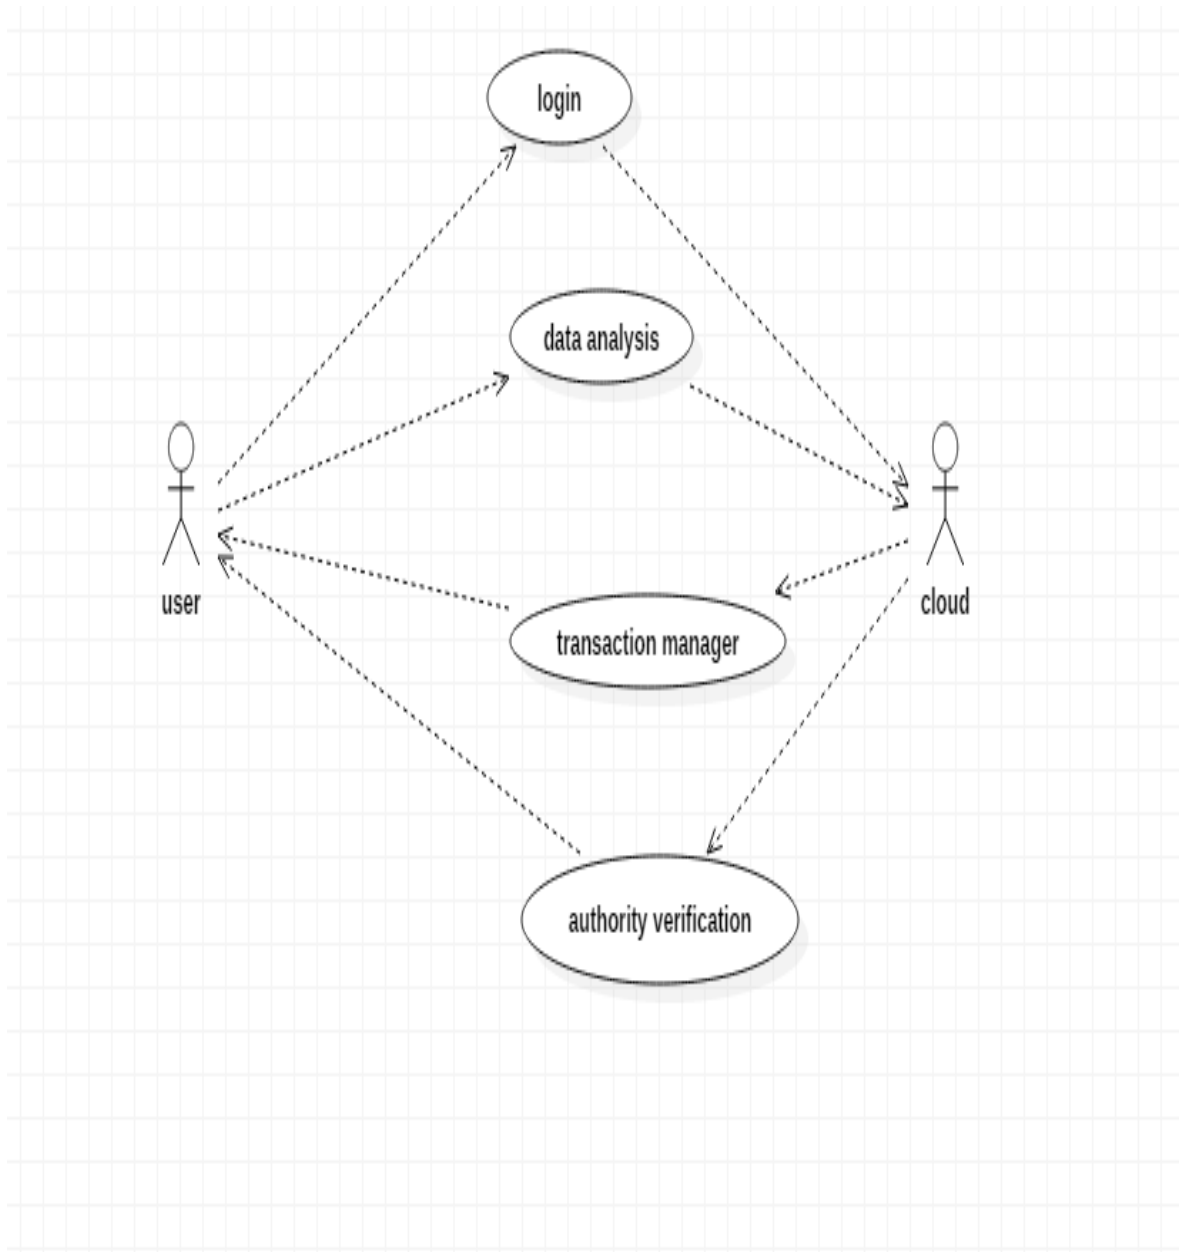 login
data analysis
user
cloud
transaction manager
authority verification